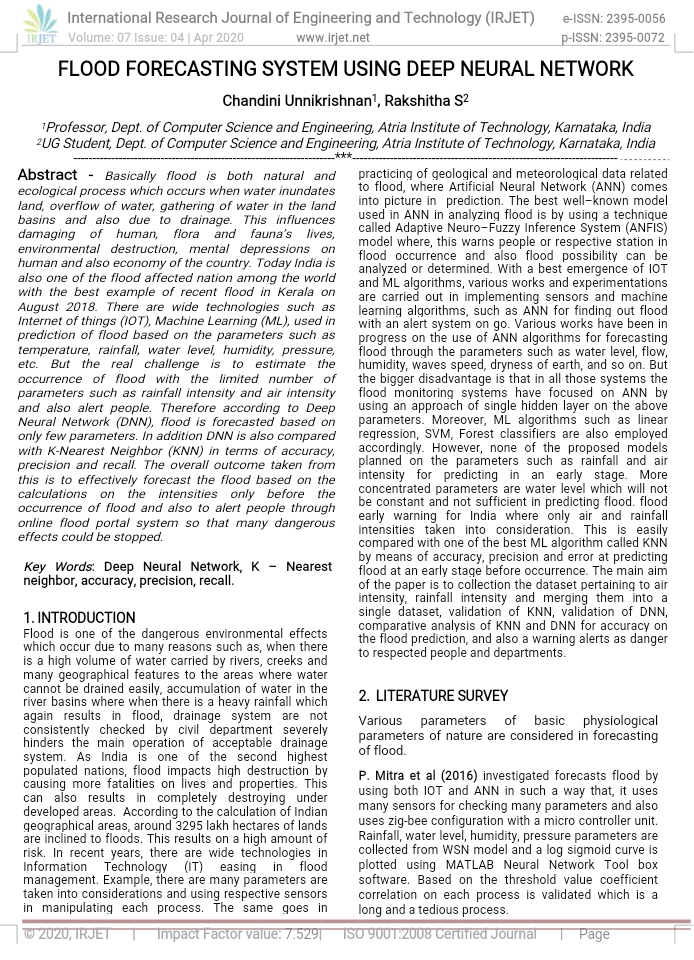 International Research Journal of Engineering and Technology (IRJET)
e-ISSN: 2395-0056
IRJET
Volume: 07 Issue: 04 | Apr 2020
www.irjet.net
p-ISSN: 2395-0072
FLOOD FORECASTING SYSTEM USING DEEP NEURAL NETWORK
Chandini Unnikrishnan1, Rakshitha S2
1Professor, Dept. of Computer Science and Engineering, Atria Institute of Technology, Karnataka, India
2UG Student, Dept. of Computer Science and Engineering, Atria Institute of Technology, Karnataka, India
---------------------------------------------------------------------***---------------------------------------------------------------------
Abstract - Basically flood is both natural and
ecological process which occurs when water inundates
land, overflow of water, gathering of water in the land
basins and also due to drainage. This influences
damaging of human, flora and fauna's lives,
environmental destruction, mental depressions on
human and also economy of the country. Today India is
also one of the flood affected nation among the world
with the best example of recent flood in Kerala on
August 2018. There are wide technologies such as
Internet of things (IOT), Machine Learning (ML), used in
prediction of flood based on the parameters such as
temperature, rainfall, water level, humidity, pressure,
etc. But the real challenge is to estimate the
occurrence of flood with the limited number of
parameters such as rainfall intensity and air intensity
and also alert people. Therefore according to Deep
Neural Network (DNN), flood is forecasted based on
only few parameters. In addition DNN is also compared
with K-Nearest Neighbor (KNN) in terms of accuracy,
precision and recall. The overall outcome taken from
this is to effectively forecast the flood based on the
calculations on the intensities only before the
occurrence of flood and also to alert people through
online flood portal system so that many dangerous
effects could be stopped.
Key Words: Deep Neural Network, K – Nearest
neighbor, accuracy, precision, recall.
1. INTRODUCTION
Flood is one of the dangerous environmental effects
which occur due to many reasons such as, when there
is a high volume of water carried by rivers, creeks and
many geographical features to the areas where water
cannot be drained easily, accumulation of water in the
river basins where when there is a heavy rainfall which
again results in flood, drainage system are not
consistently checked by civil department severely
hinders the main operation of acceptable drainage
system. As India is one of the second highest
populated nations, flood impacts high destruction by
causing more fatalities on lives and properties. This
can also results in completely destroying under
developed areas. According to the calculation of Indian
geographical areas, around 3295 lakh hectares of lands
are inclined to floods. This results on a high amount of
risk. In recent years, there are wide technologies in
Information Technology (IT) easing in flood
management. Example, there are many parameters are
taken into considerations and using respective sensors
in manipulating each process. The same goes in
practicing of geological and meteorological data related
to flood, where Artificial Neural Network (ANN) comes
into picture in prediction. The best well–known model
used in ANN in analyzing flood is by using a technique
called Adaptive Neuro–Fuzzy Inference System (ANFIS)
model where, this warns people or respective station in
flood occurrence and also flood possibility can be
analyzed or determined. With a best emergence of IOT
and ML algorithms, various works and experimentations
are carried out in implementing sensors and machine
learning algorithms, such as ANN for finding out flood
with an alert system on go. Various works have been in
progress on the use of ANN algorithms for forecasting
flood through the parameters such as water level, flow,
humidity, waves speed, dryness of earth, and so on. But
the bigger disadvantage is that in all those systems the
flood monitoring systems have focused on ANN by
using an approach of single hidden layer on the above
parameters. Moreover, ML algorithms such as linear
regression, SVM, Forest classifiers are also employed
accordingly. However, none of the proposed models
planned on the parameters such as rainfall and air
intensity for predicting in an early stage. More
concentrated parameters are water level which will not
be constant and not sufficient in predicting flood. flood
early warning for India where only air and rainfall
intensities taken into consideration. This is easily
compared with one of the best ML algorithm called KNN
by means of accuracy, precision and error at predicting
flood at an early stage before occurrence. The main aim
of the paper is to collection the dataset pertaining to air
intensity, rainfall intensity and merging them into a
single dataset, validation of KNN, validation of DNN,
comparative analysis of KNN and DNN for accuracy on
the flood prediction, and also a warning alerts as danger
to respected people and departments.
2. LITERATURE SURVEY
Various parameters of basic physiological
parameters of nature are considered in forecasting
of flood.
P. Mitra et al (2016) investigated forecasts flood by
using both IOT and ANN in such a way that, it uses
many sensors for checking many parameters and also
uses zig-bee configuration with a micro controller unit.
Rainfall, water level, humidity, pressure parameters are
collected from WSN model and a log sigmoid curve is
plotted using MATLAB Neural Network Tool box
software. Based on the threshold value coefficient
correlation on each process is validated which is a
long and a tedious process.
© 2020, IRJET | Impact Factor value: 7.529| ISO 9001:2008 Certified Journal | Page